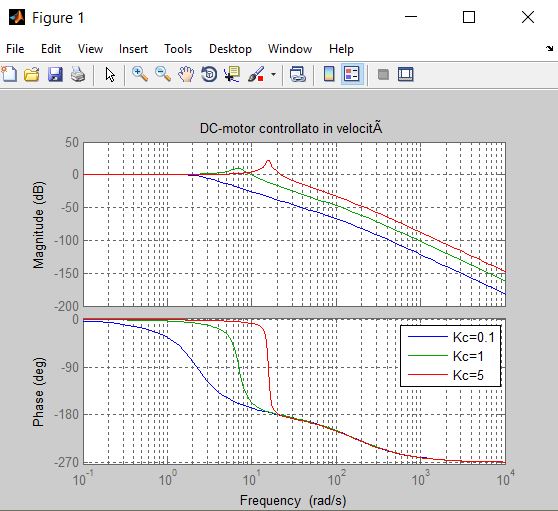 Figure 1
File Edit View Insert Tools Desktop Window Help
DC-motor controllato in velocitÃ
Magnitude (dB)
50
0
-50
-100
-150
-200
Phase (deg)
0
-90
-180
-270
Kc=0.1
Kc=1
Kc=5
10^-1 10^0 10^1 10^2 10^3 10^4
Frequency (rad/s)